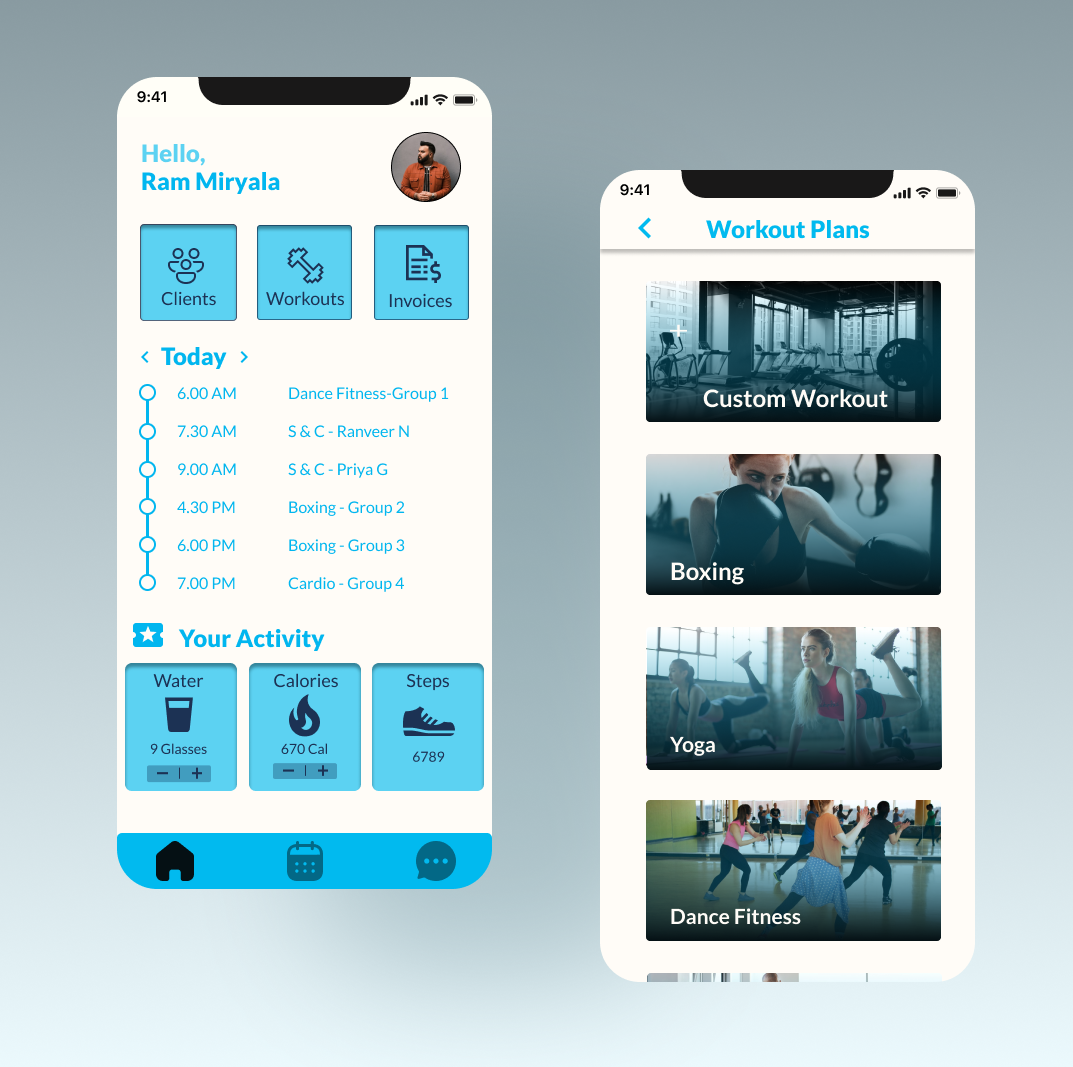 9:41
Hello,
Ram Miryala
Clients
Workouts
Invoices
Today
6.00 AM Dance Fitness-Group 1
7.30 AM S & C - Ranveer N
9.00 AM S & C - Priya G
4.30 PM Boxing - Group 2
6.00 PM Boxing - Group 3
7.00 PM Cardio - Group 4
Your Activity
Water
9 Glasses
Calories
670 Cal
Steps
6789
9:41
Workout Plans
Custom Workout
Boxing
Yoga
Dance Fitness